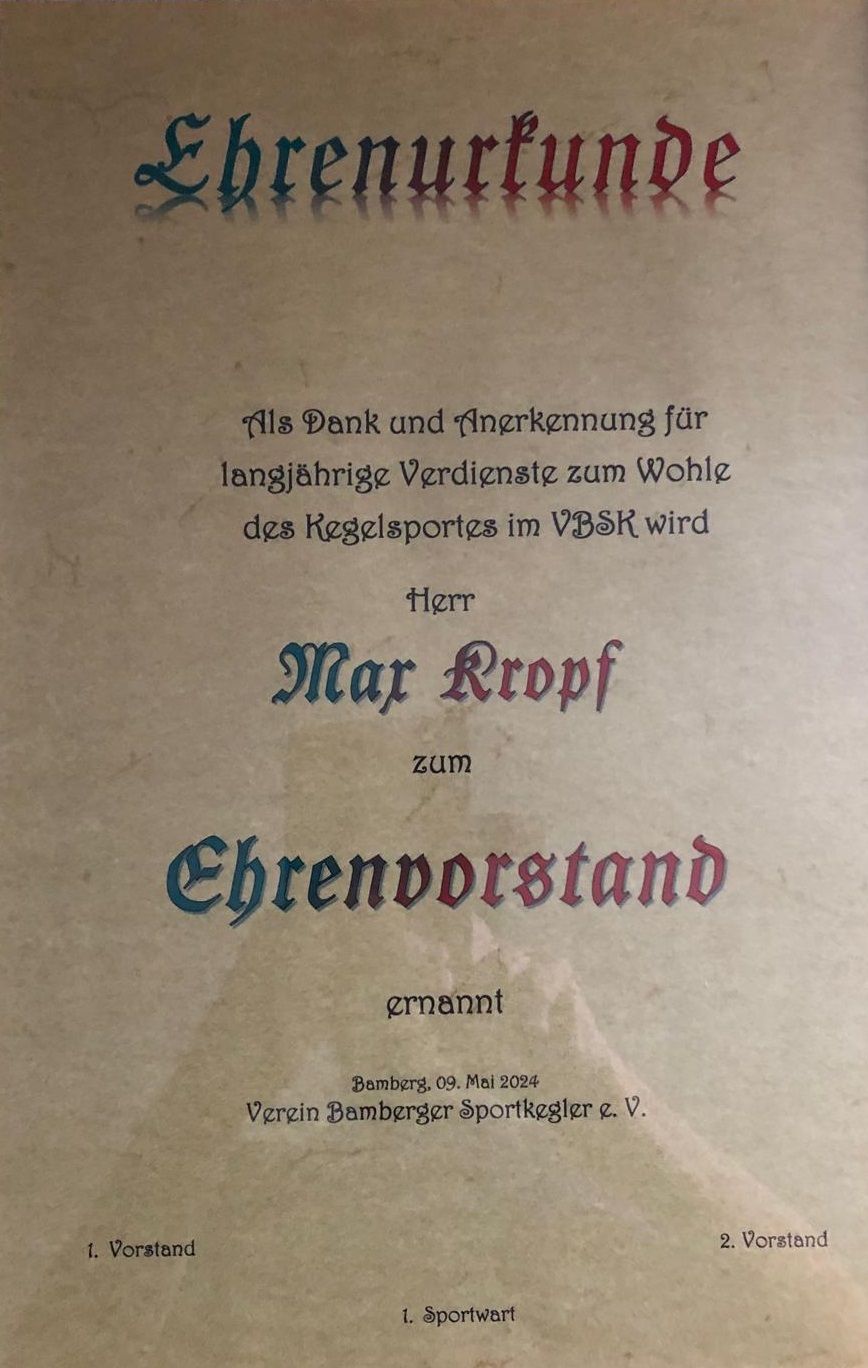 Ehrenurkunde
Als Dank und Anerkennung für
langjährige Verdienste zum Wohle
des Kegelsportes im VBSK wird
Herr
Max Kropf
zum
Ehrenvorstand
ernannt
Bamberg, 09. Mai 2024
Verein Bamberger Sportkegler e. V.
1. Vorstand
2. Vorstand
1. Sportwart